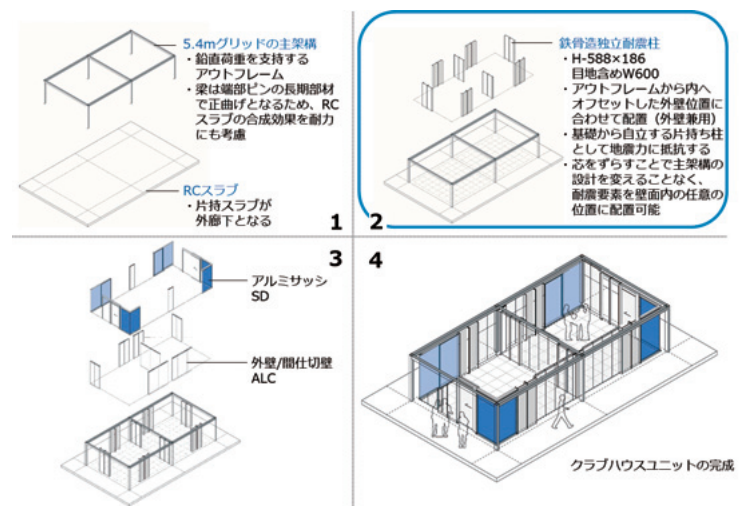 5.4mグリッドの主架構
・鉛直荷重を支持する
アウトフレーム
・梁は端部ピンの長期部材
で正曲げとなるため、RC
スラブの合成効果を耐力
にも考慮
RCスラブ
・片持スラブが
外廊下となる
1
鉄骨造独立耐震柱
・H-588×186
目地含めW600
・アウトフレームから内へ
オフセットした外壁位置に
合わせて配置（外壁兼用）
・基礎から自立する片持ち柱
として地震力に抵抗する
・芯をずらすことで主架構の
設計を変えることなく、
耐震要素を壁面内の任意の
位置に配置可能
2
3
アルミサッシ
SD
外壁/間仕切壁
ALC
4
クラブハウスユニットの完成